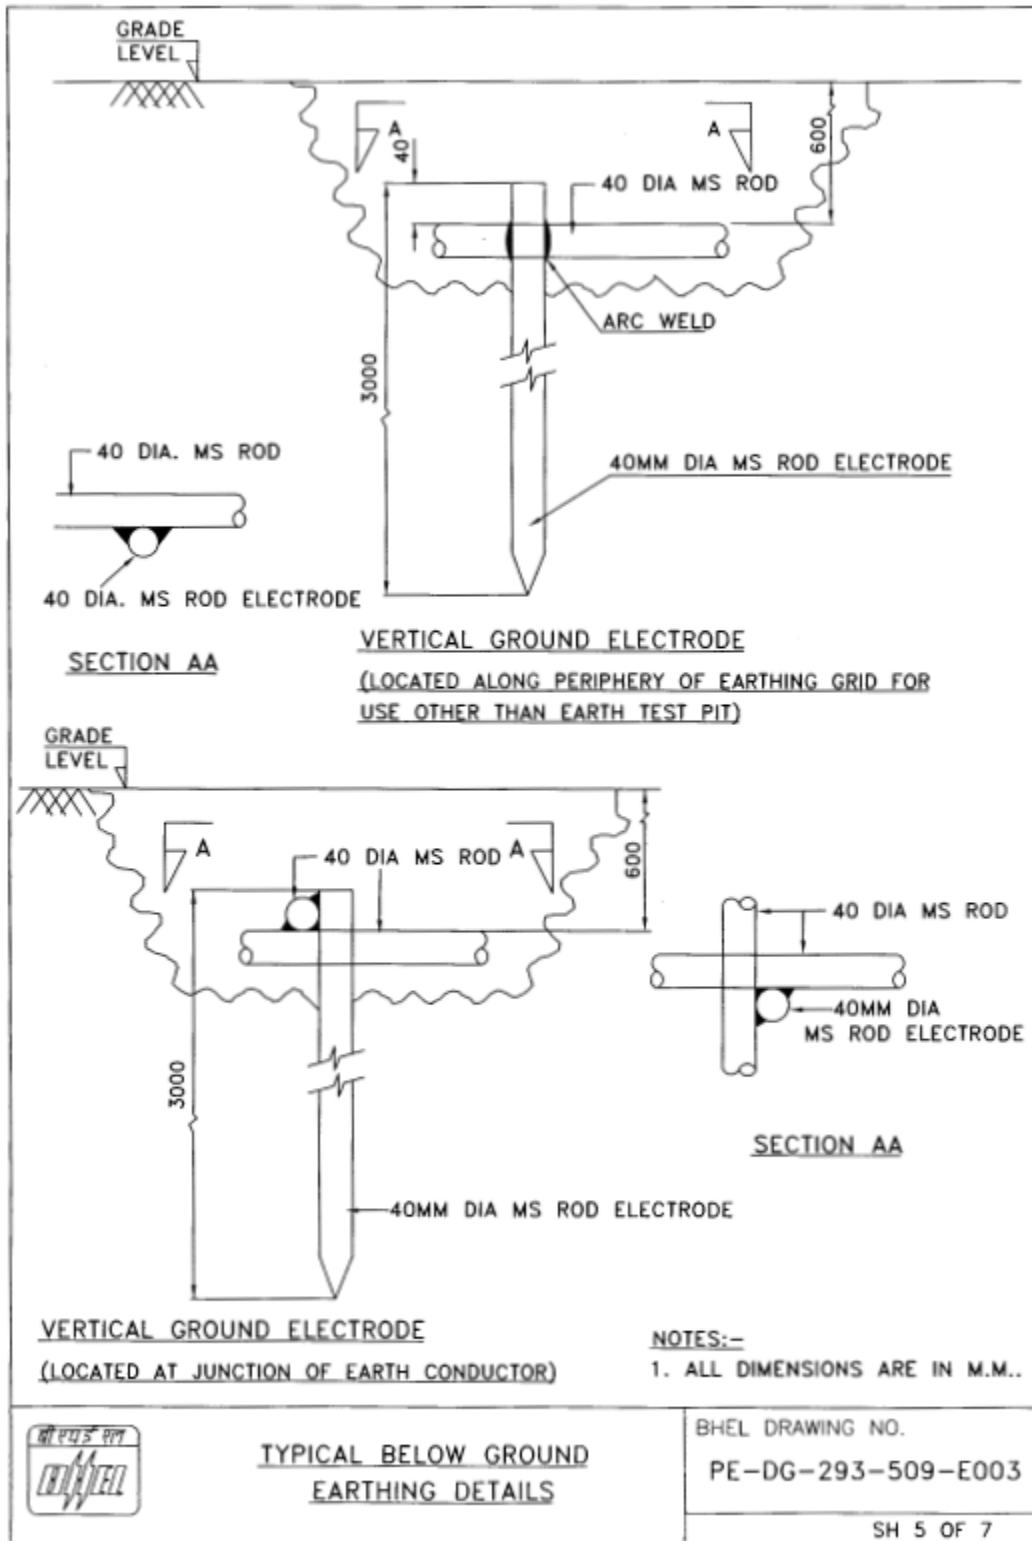 GRADE
LEVEL
A
A
40
600
40 DIA MS ROD
ARC WELD
3000
40 DIA. MS ROD
40MM DIA MS ROD ELECTRODE
40 DIA. MS ROD ELECTRODE
SECTION AA
VERTICAL GROUND ELECTRODE
(LOCATED ALONG PERIPHERY OF EARTHING GRID FOR
USE OTHER THAN EARTH TEST PIT)
GRADE
LEVEL
A
40 DIA MS ROD
A
600
3000
40 DIA MS ROD
40MM DIA
MS ROD ELECTRODE
SECTION AA
40MM DIA MS ROD ELECTRODE
VERTICAL GROUND ELECTRODE
(LOCATED AT JUNCTION OF EARTH CONDUCTOR)
NOTES:-
1. ALL DIMENSIONS ARE IN M.M..
बी एच ई एल
BHEL
TYPICAL BELOW GROUND
EARTHING DETAILS
BHEL DRAWING NO.
PE-DG-293-509-E003
SH 5 OF 7